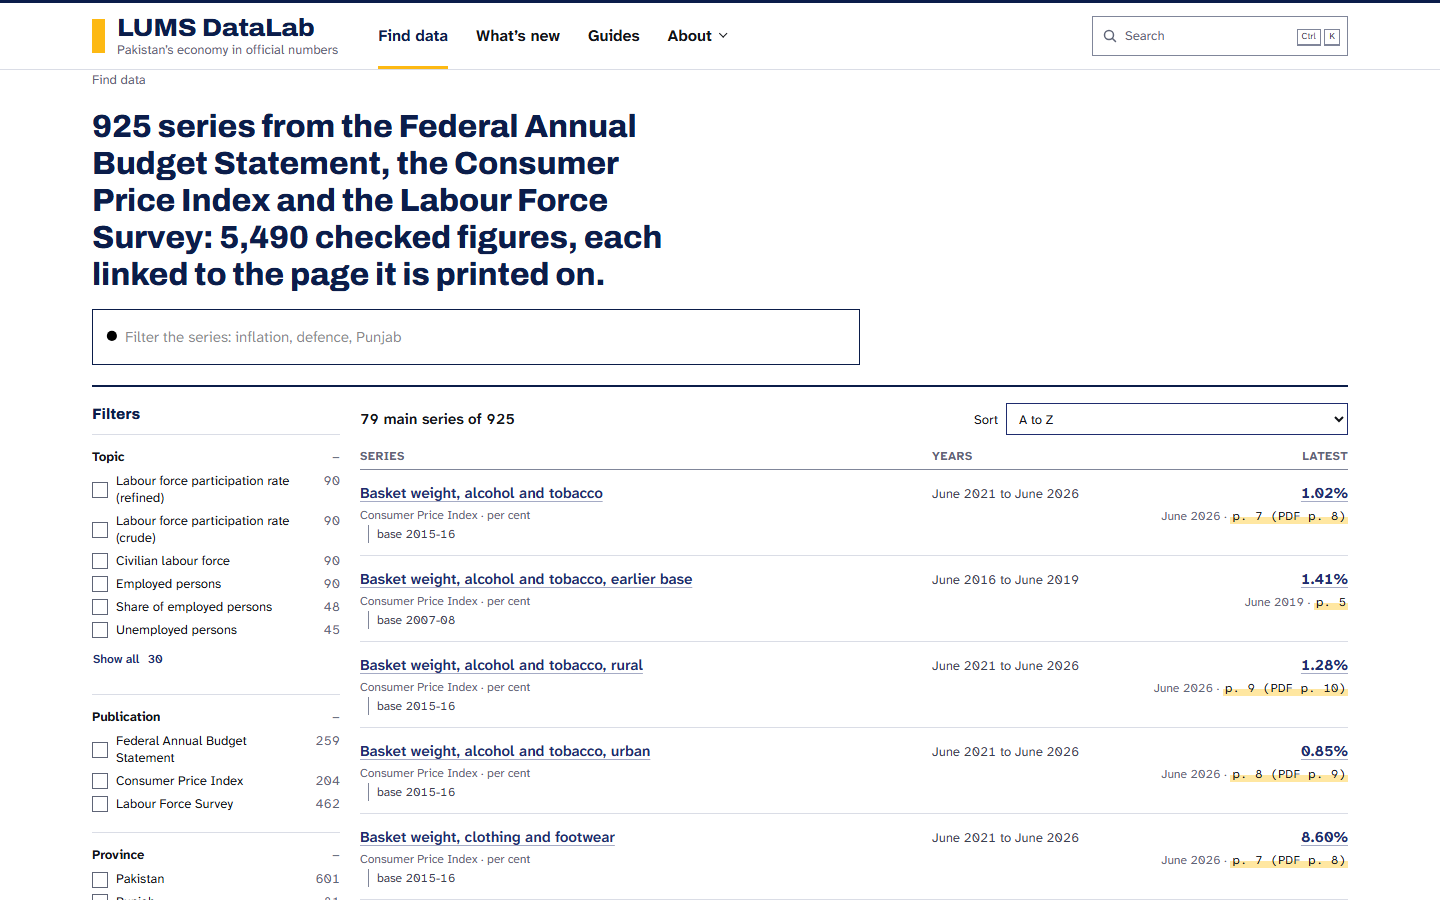 LUMS DataLab
Pakistan's economy in official numbers
Find data
What's new
Guides
About
Search
Ctrl K
Find data
925 series from the Federal Annual
Budget Statement, the Consumer
Price Index and the Labour Force
Survey: 5,490 checked figures, each
linked to the page it is printed on.
Filter the series: inflation, defence, Punjab
Filters
79 main series of 925
Sort
A to Z
Topic –
Labour force participation rate 90
(refined)
Labour force participation rate 90
(crude)
Civilian labour force 90
Employed persons 90
Share of employed persons 48
Unemployed persons 45
Show all 30
Publication –
Federal Annual Budget 259
Statement
Consumer Price Index 204
Labour Force Survey 462
Province –
Pakistan 601
SERIES YEARS LATEST
Basket weight, alcohol and tobacco June 2021 to June 2026 1.02%
Consumer Price Index · per cent June 2026 · p. 7 (PDF p. 8)
base 2015-16
Basket weight, alcohol and tobacco, earlier base June 2016 to June 2019 1.41%
Consumer Price Index · per cent June 2019 · p. 5
base 2007-08
Basket weight, alcohol and tobacco, rural June 2021 to June 2026 1.28%
Consumer Price Index · per cent June 2026 · p. 9 (PDF p. 10)
base 2015-16
Basket weight, alcohol and tobacco, urban June 2021 to June 2026 0.85%
Consumer Price Index · per cent June 2026 · p. 8 (PDF p. 9)
base 2015-16
Basket weight, clothing and footwear June 2021 to June 2026 8.60%
Consumer Price Index · per cent June 2026 · p. 7 (PDF p. 8)
base 2015-16